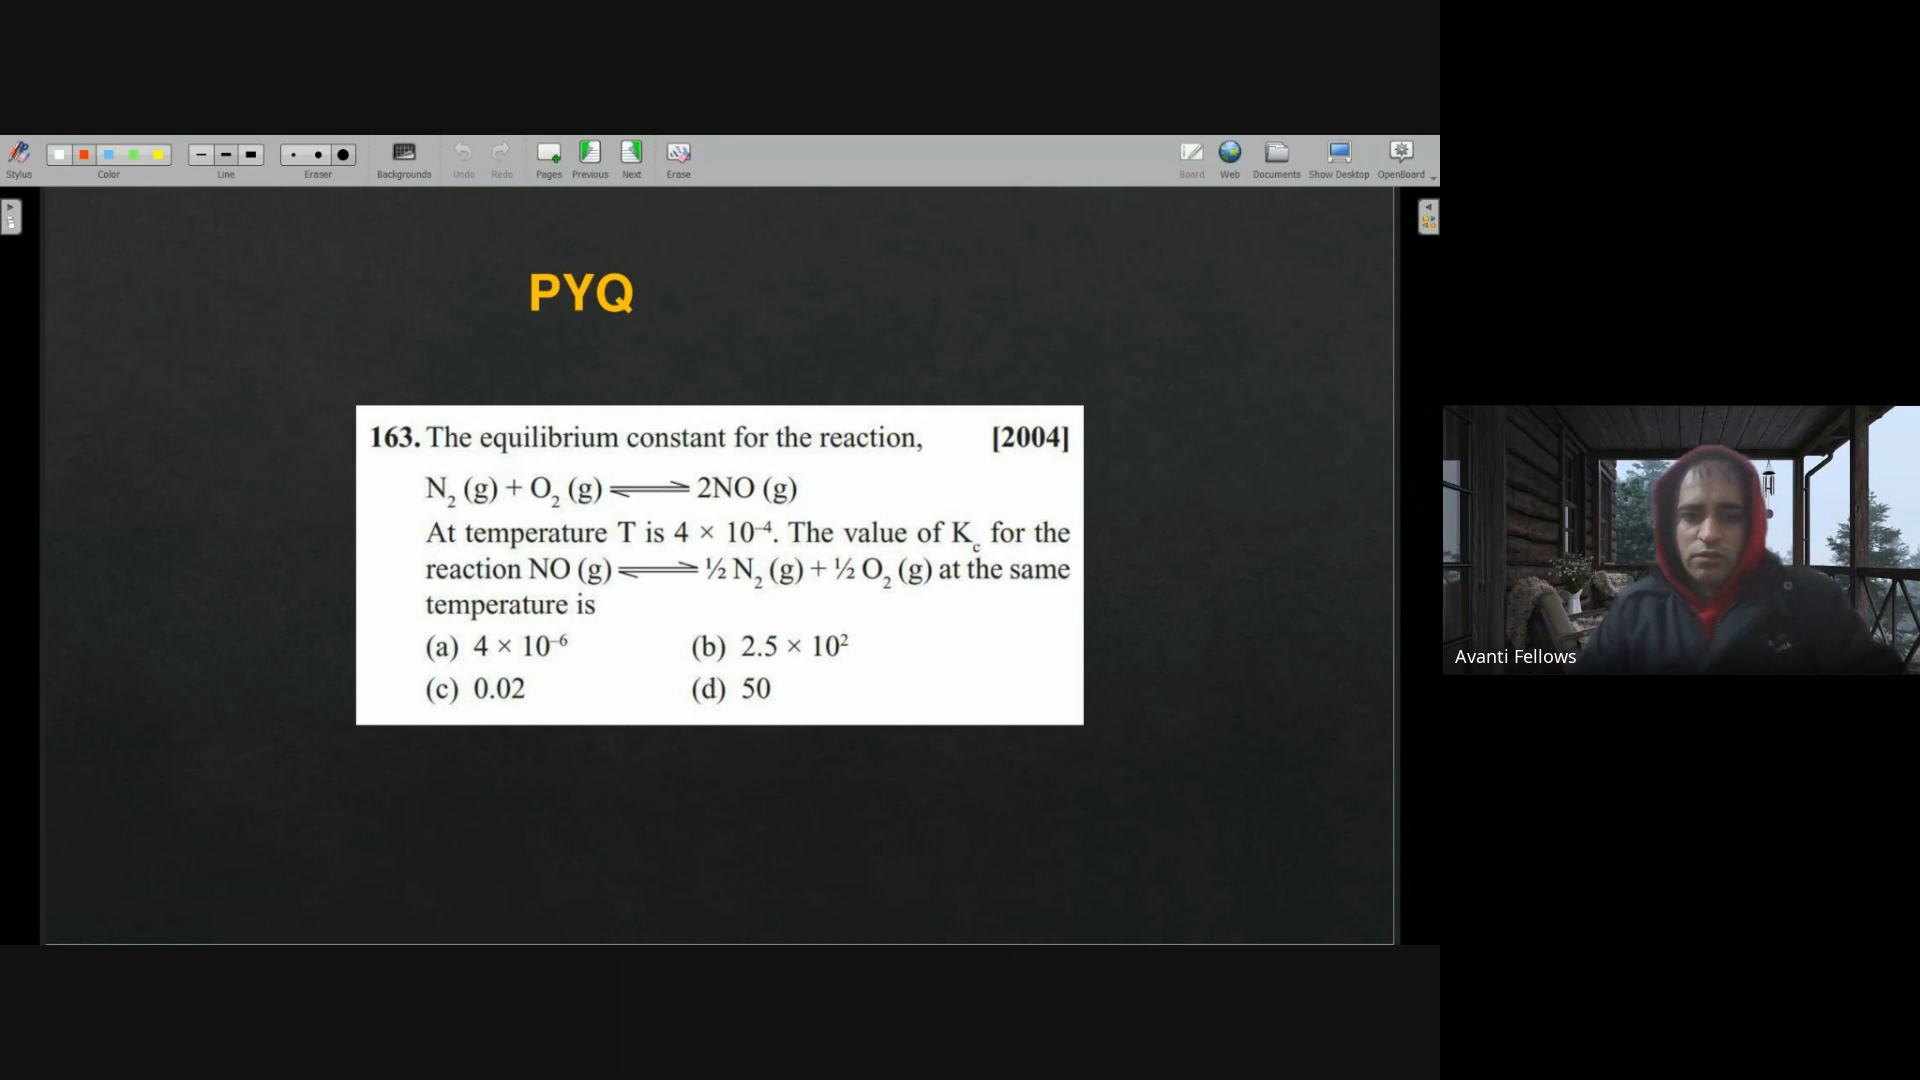 Stylus
Color
Line
Eraser
Backgrounds
Undo
Redo
Pages
Previous
Next
Erase
Board
Web
Documents
Show Desktop
OpenBoard
PYQ
163. The equilibrium constant for the reaction, [2004]
N₂ (g) + O₂ (g) ⇌ 2NO (g)
At temperature T is 4 × 10⁻⁴. The value of K꜀ for the
reaction NO (g) ⇌ ½ N₂ (g) + ½ O₂ (g) at the same
temperature is
(a) 4 × 10⁻⁶ (b) 2.5 × 10²
(c) 0.02 (d) 50
Avanti Fellows